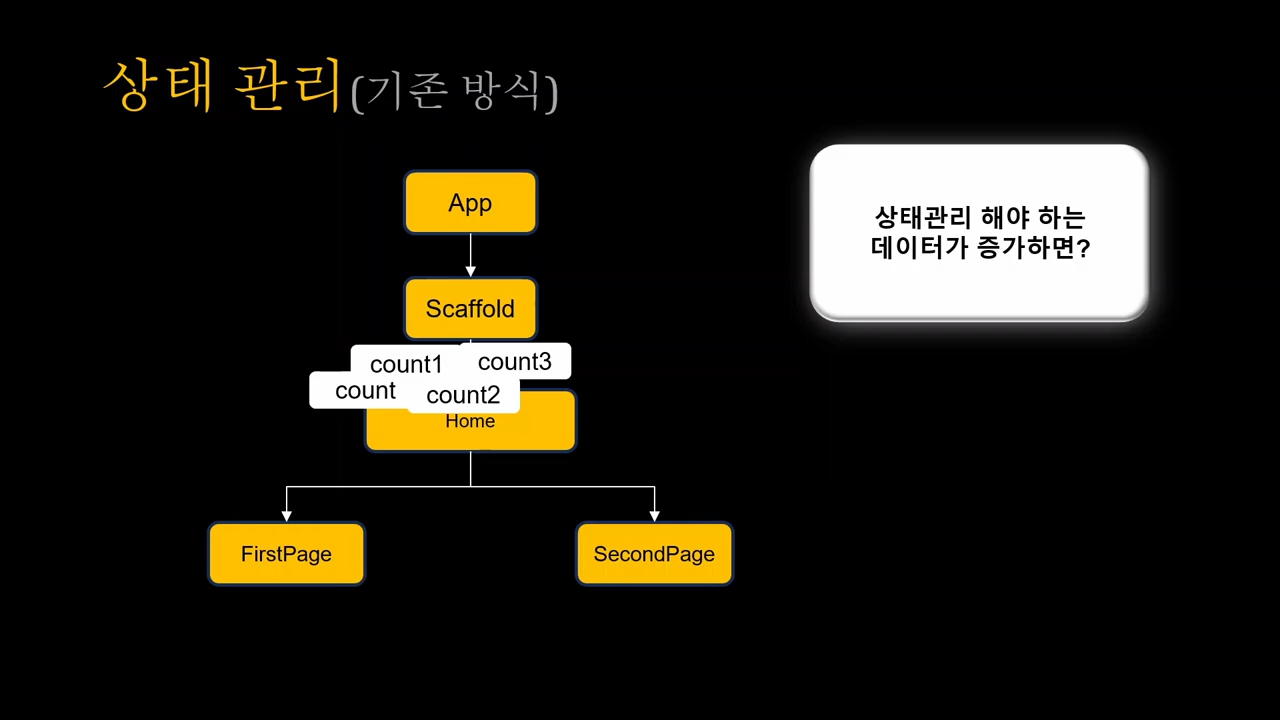 상태 관리(기존 방식)
App
상태관리 해야 하는
데이터가 증가하면?
Scaffold
count1
count3
count
count2
Home
FirstPage
SecondPage